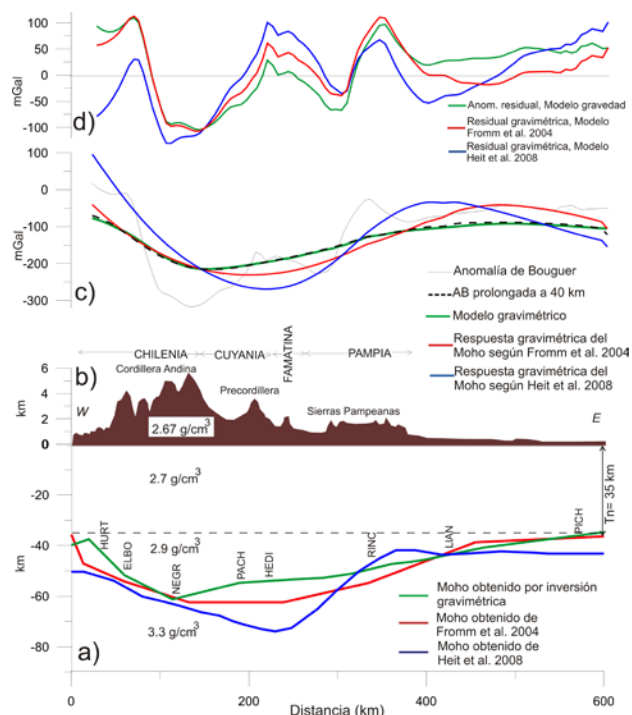 100
50
0
-50
-100
mGal
d)
Anom. residual, Modelo gravedad
Residual gravimétrica, Modelo
Fromm et al. 2004
Residual gravimétrica, Modelo
Heit et al. 2008
100
0
-100
-200
-300
mGal
c)
Anomalía de Bouguer
AB prolongada a 40 km
Modelo gravimétrico
Respuesta gravimétrica del
Moho según Fromm et al. 2004
Respuesta gravimétrica del
Moho según Heit et al. 2008
CHILENIA
CUYANIA
FAMATINA
PAMPIA
b)
Cordillera Andina
Precordillera
Sierras Pampeanas
6
4
2
0
km
W
E
2.67 g/cm3
2.7 g/cm3
Tn= 35 km
-20
-40
-60
-80
km
HURT
ELBO
NEGR
PACH
HEDI
RINC
LIAN
PICH
2.9 g/cm3
3.3 g/cm3
a)
Moho obtenido por inversión
gravimétrica
Moho obtenido de
Fromm et al. 2004
Moho obtenido de
Heit et al. 2008
0
200
400
600
Distancia (km)